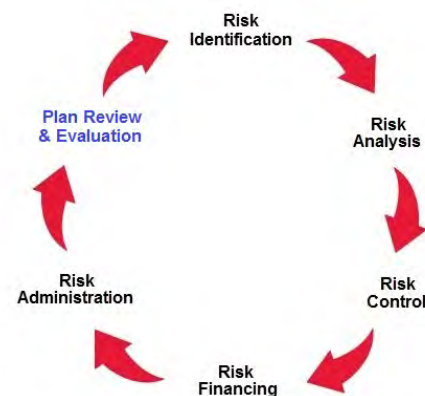 Risk
Identification
Risk
Analysis
Risk
Control
Risk
Financing
Risk
Administration
Plan Review
& Evaluation